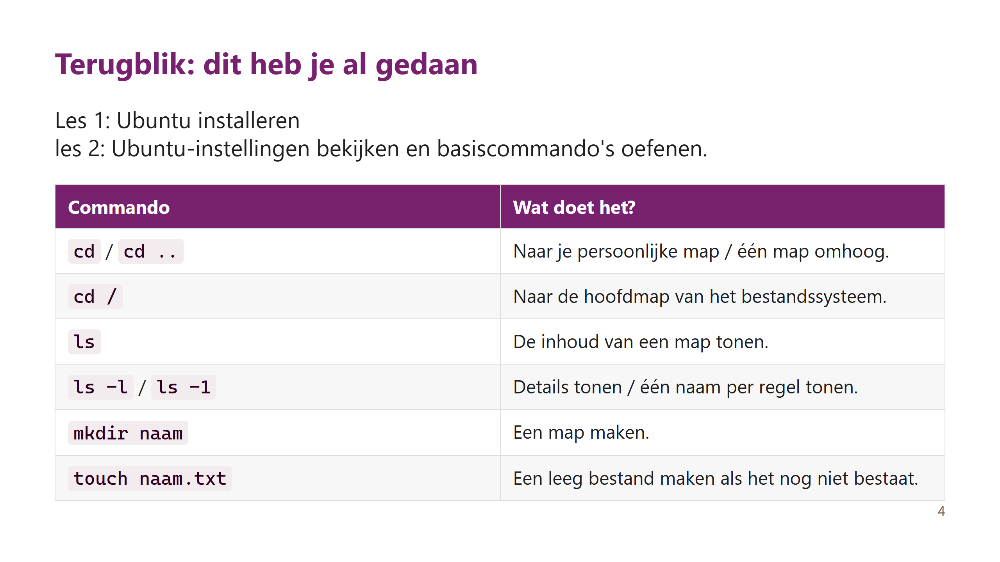 Terugblik: dit heb je al gedaan
Les 1: Ubuntu installeren
les 2: Ubuntu-instellingen bekijken en basiscommando's oefenen.
Commando Wat doet het?
cd / cd .. Naar je persoonlijke map / één map omhoog.
cd / Naar de hoofdmap van het bestandssysteem.
ls De inhoud van een map tonen.
ls -l / ls -1 Details tonen / één naam per regel tonen.
mkdir naam Een map maken.
touch naam.txt Een leeg bestand maken als het nog niet bestaat.
4